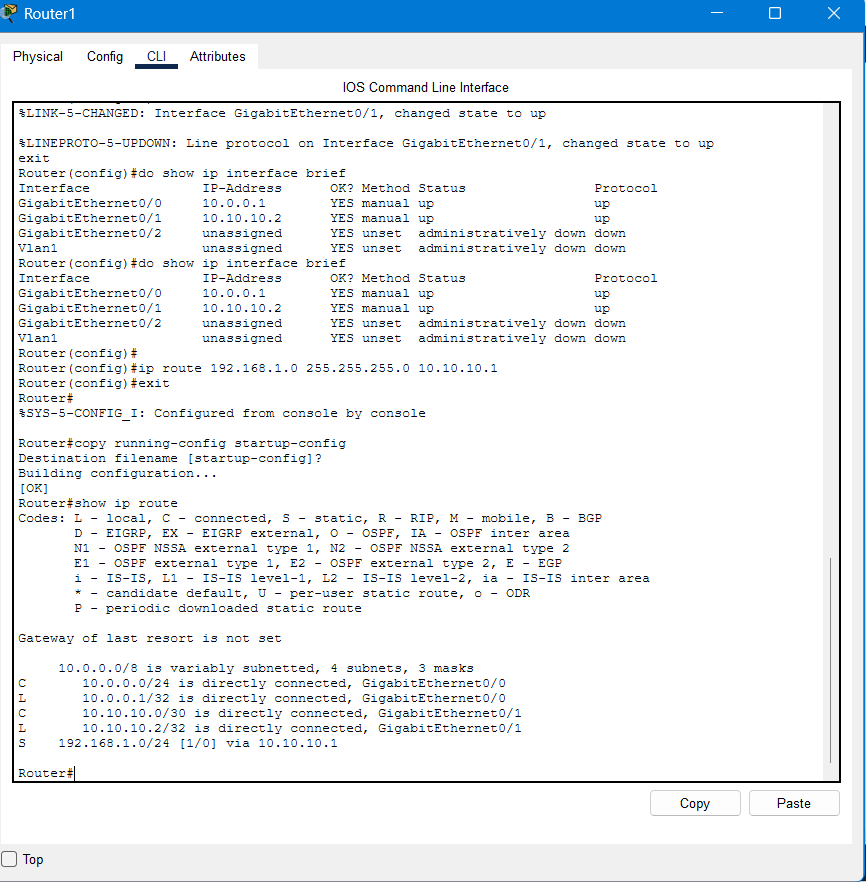 Router1
Physical Config CLI Attributes
IOS Command Line Interface
%LINK-5-CHANGED: Interface GigabitEthernet0/1, changed state to up
%LINEPROTO-5-UPDOWN: Line protocol on Interface GigabitEthernet0/1, changed state to up
exit
Router(config)#do show ip interface brief
Interface IP-Address OK? Method Status Protocol
GigabitEthernet0/0 10.0.0.1 YES manual up up
GigabitEthernet0/1 10.10.10.2 YES manual up up
GigabitEthernet0/2 unassigned YES unset administratively down down
Vlan1 unassigned YES unset administratively down down
Router(config)#do show ip interface brief
Interface IP-Address OK? Method Status Protocol
GigabitEthernet0/0 10.0.0.1 YES manual up up
GigabitEthernet0/1 10.10.10.2 YES manual up up
GigabitEthernet0/2 unassigned YES unset administratively down down
Vlan1 unassigned YES unset administratively down down
Router(config)#
Router(config)#ip route 192.168.1.0 255.255.255.0 10.10.10.1
Router(config)#exit
Router#
%SYS-5-CONFIG_I: Configured from console by console
Router#copy running-config startup-config
Destination filename [startup-config]?
Building configuration...
[OK]
Router#show ip route
Codes: L - local, C - connected, S - static, R - RIP, M - mobile, B - BGP
D - EIGRP, EX - EIGRP external, O - OSPF, IA - OSPF inter area
N1 - OSPF NSSA external type 1, N2 - OSPF NSSA external type 2
E1 - OSPF external type 1, E2 - OSPF external type 2, E - EGP
i - IS-IS, L1 - IS-IS level-1, L2 - IS-IS level-2, ia - IS-IS inter area
* - candidate default, U - per-user static route, o - ODR
P - periodic downloaded static route
Gateway of last resort is not set
10.0.0.0/8 is variably subnetted, 4 subnets, 3 masks
C 10.0.0.0/24 is directly connected, GigabitEthernet0/0
L 10.0.0.1/32 is directly connected, GigabitEthernet0/0
C 10.10.10.0/30 is directly connected, GigabitEthernet0/1
L 10.10.10.2/32 is directly connected, GigabitEthernet0/1
S 192.168.1.0/24 [1/0] via 10.10.10.1
Router#
Copy Paste
Top